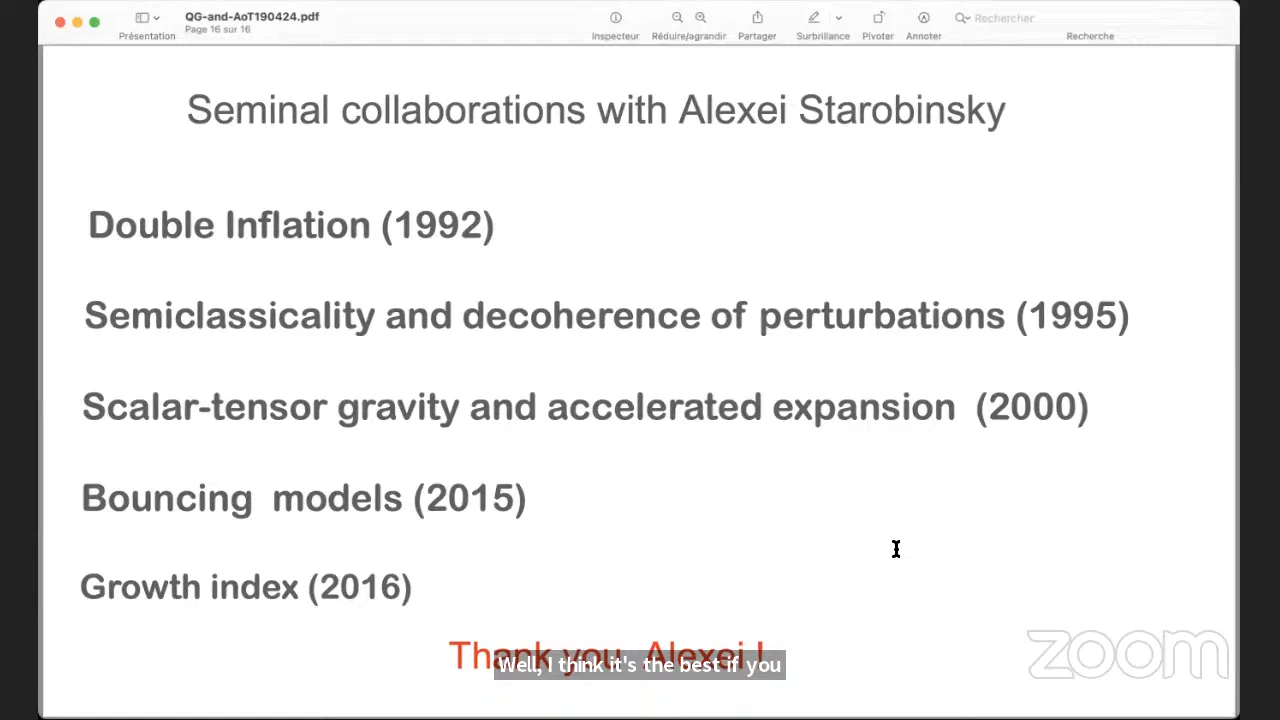 QG-and-AoT190424.pdf
Page 16 sur 16
Présentation
Inspecteur
Réduire/agrandir
Partager
Surbrillance
Pivoter
Annoter
Rechercher
Recherche
Seminal collaborations with Alexei Starobinsky
Double Inflation (1992)
Semiclassicality and decoherence of perturbations (1995)
Scalar-tensor gravity and accelerated expansion (2000)
Bouncing models (2015)
Growth index (2016)
Thank you, Alexei !
Well, I think it's the best if you
zoom